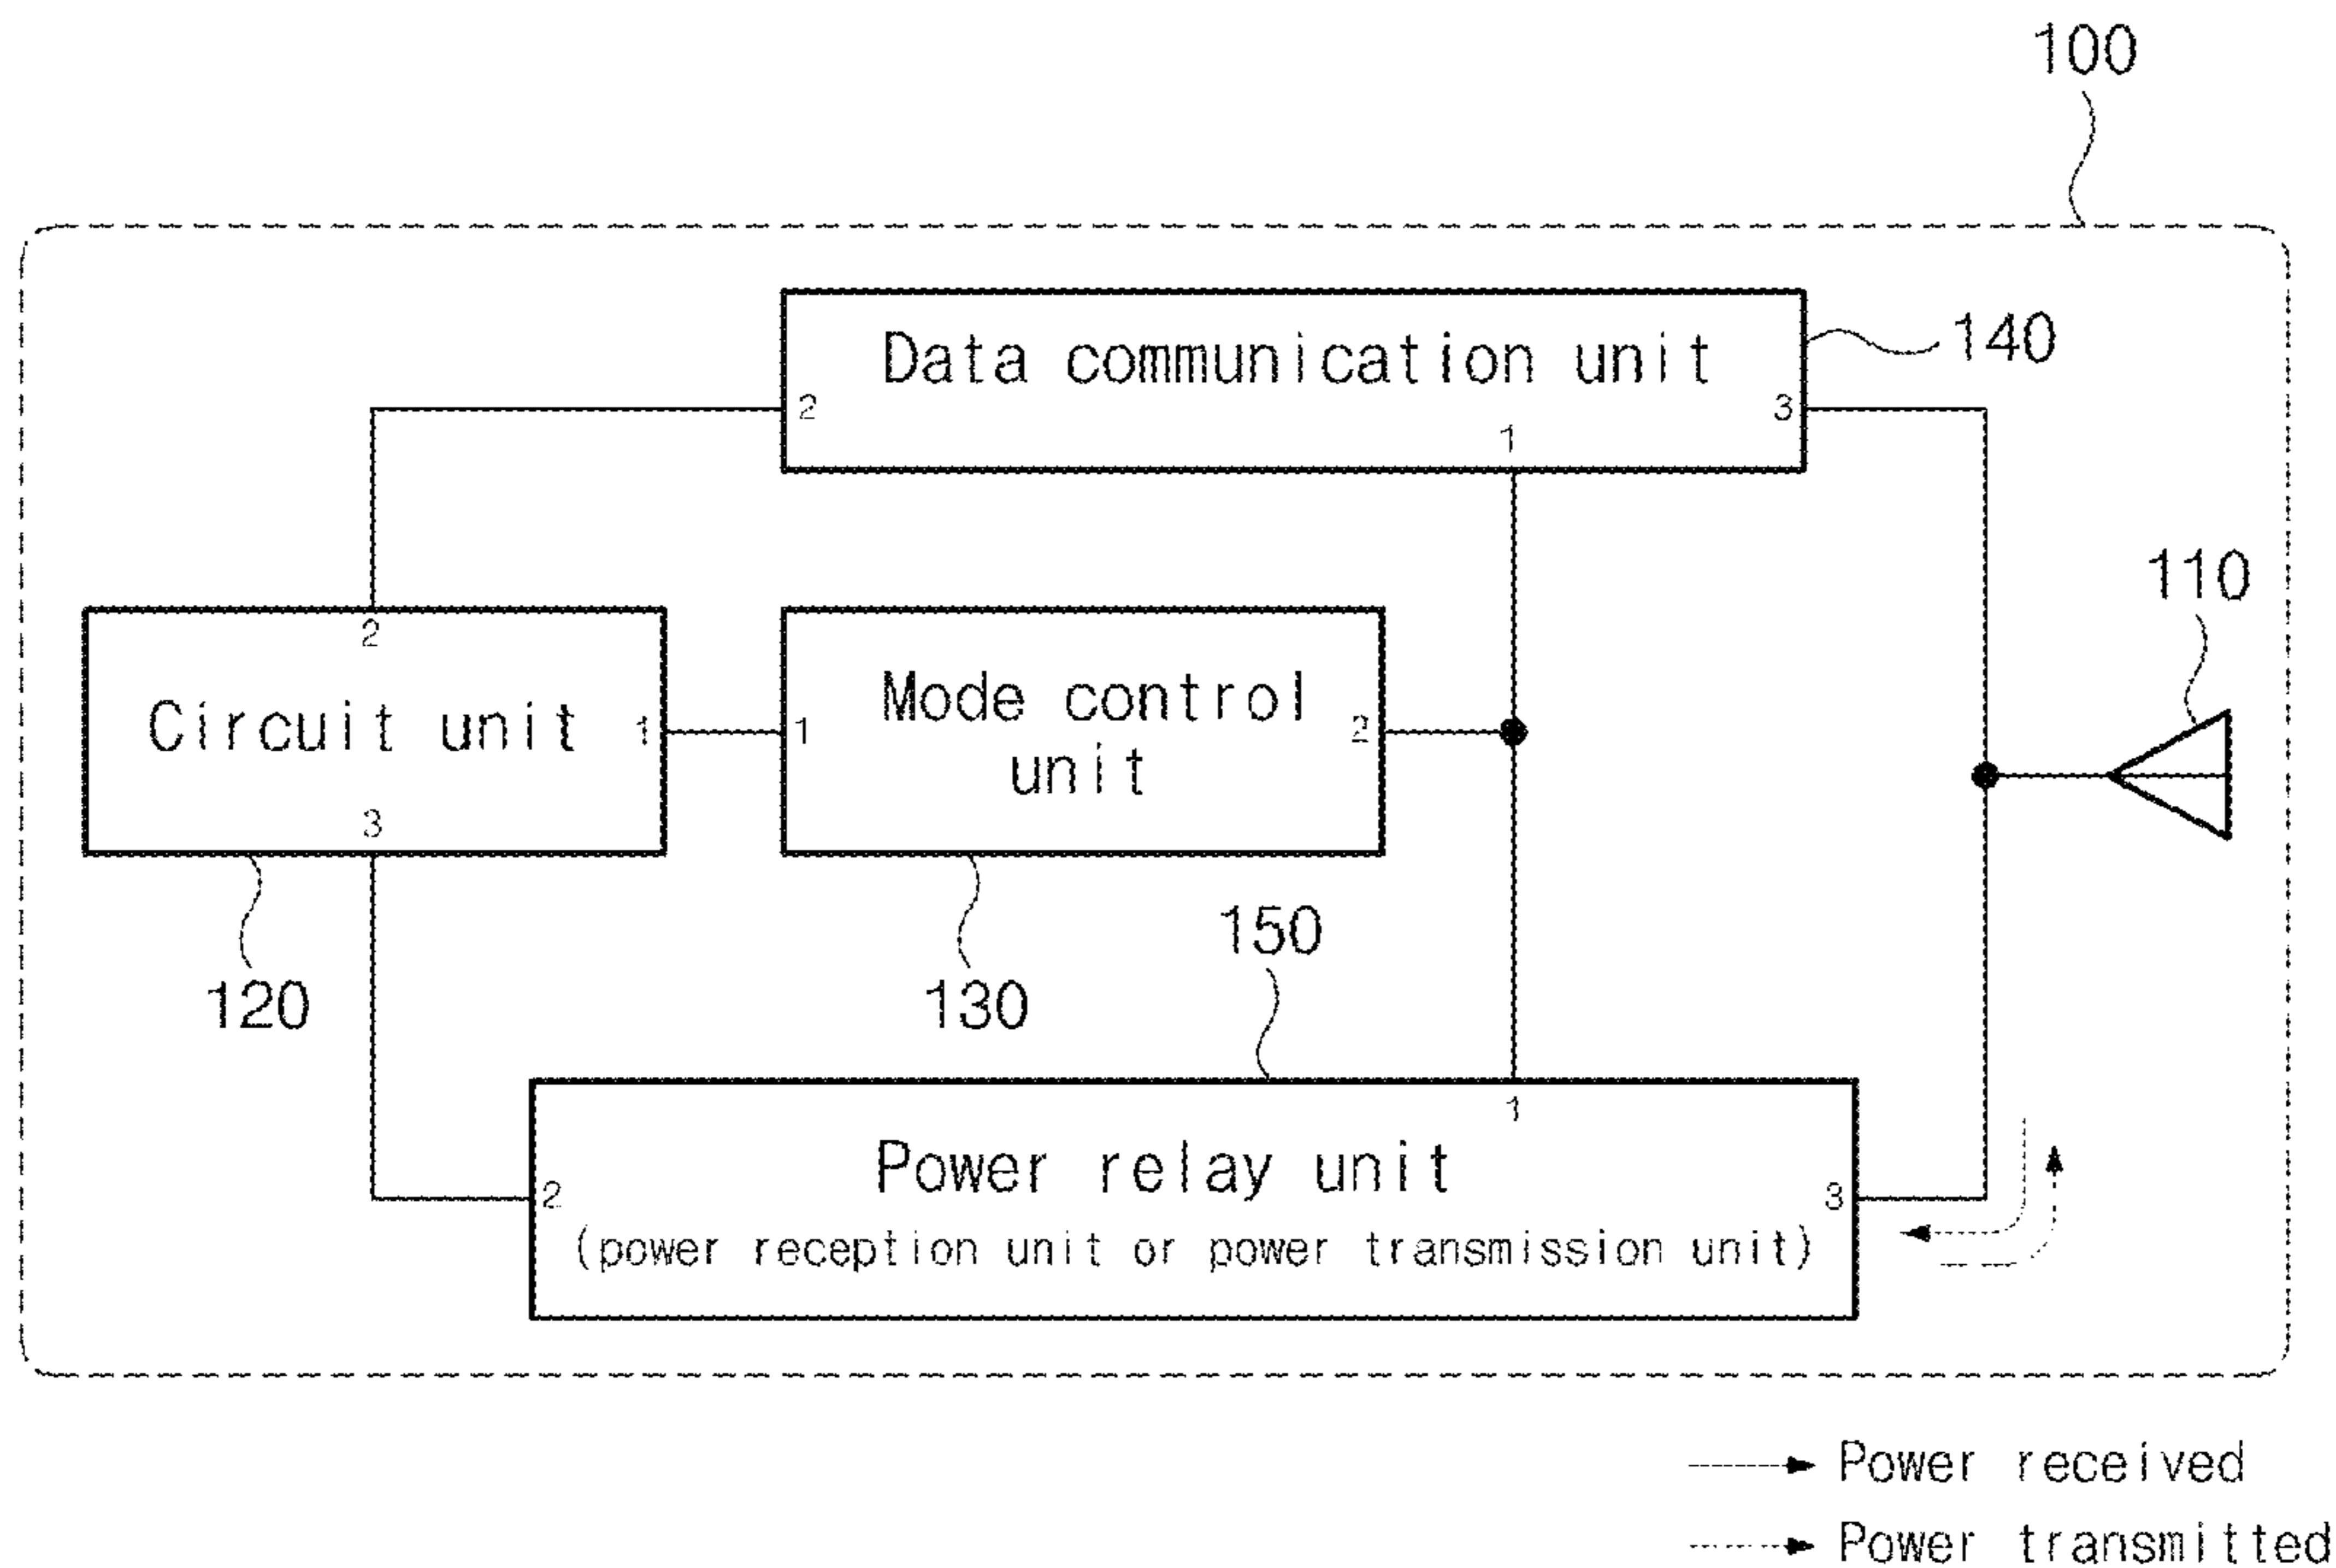 100
Data communication unit
140
2
3
1
110
2
Circuit unit
1
1
Mode control
unit
2
3
120
130
150
1
Power relay unit
2
3
(power reception unit or power transmission unit)
Power received
Power transmitted